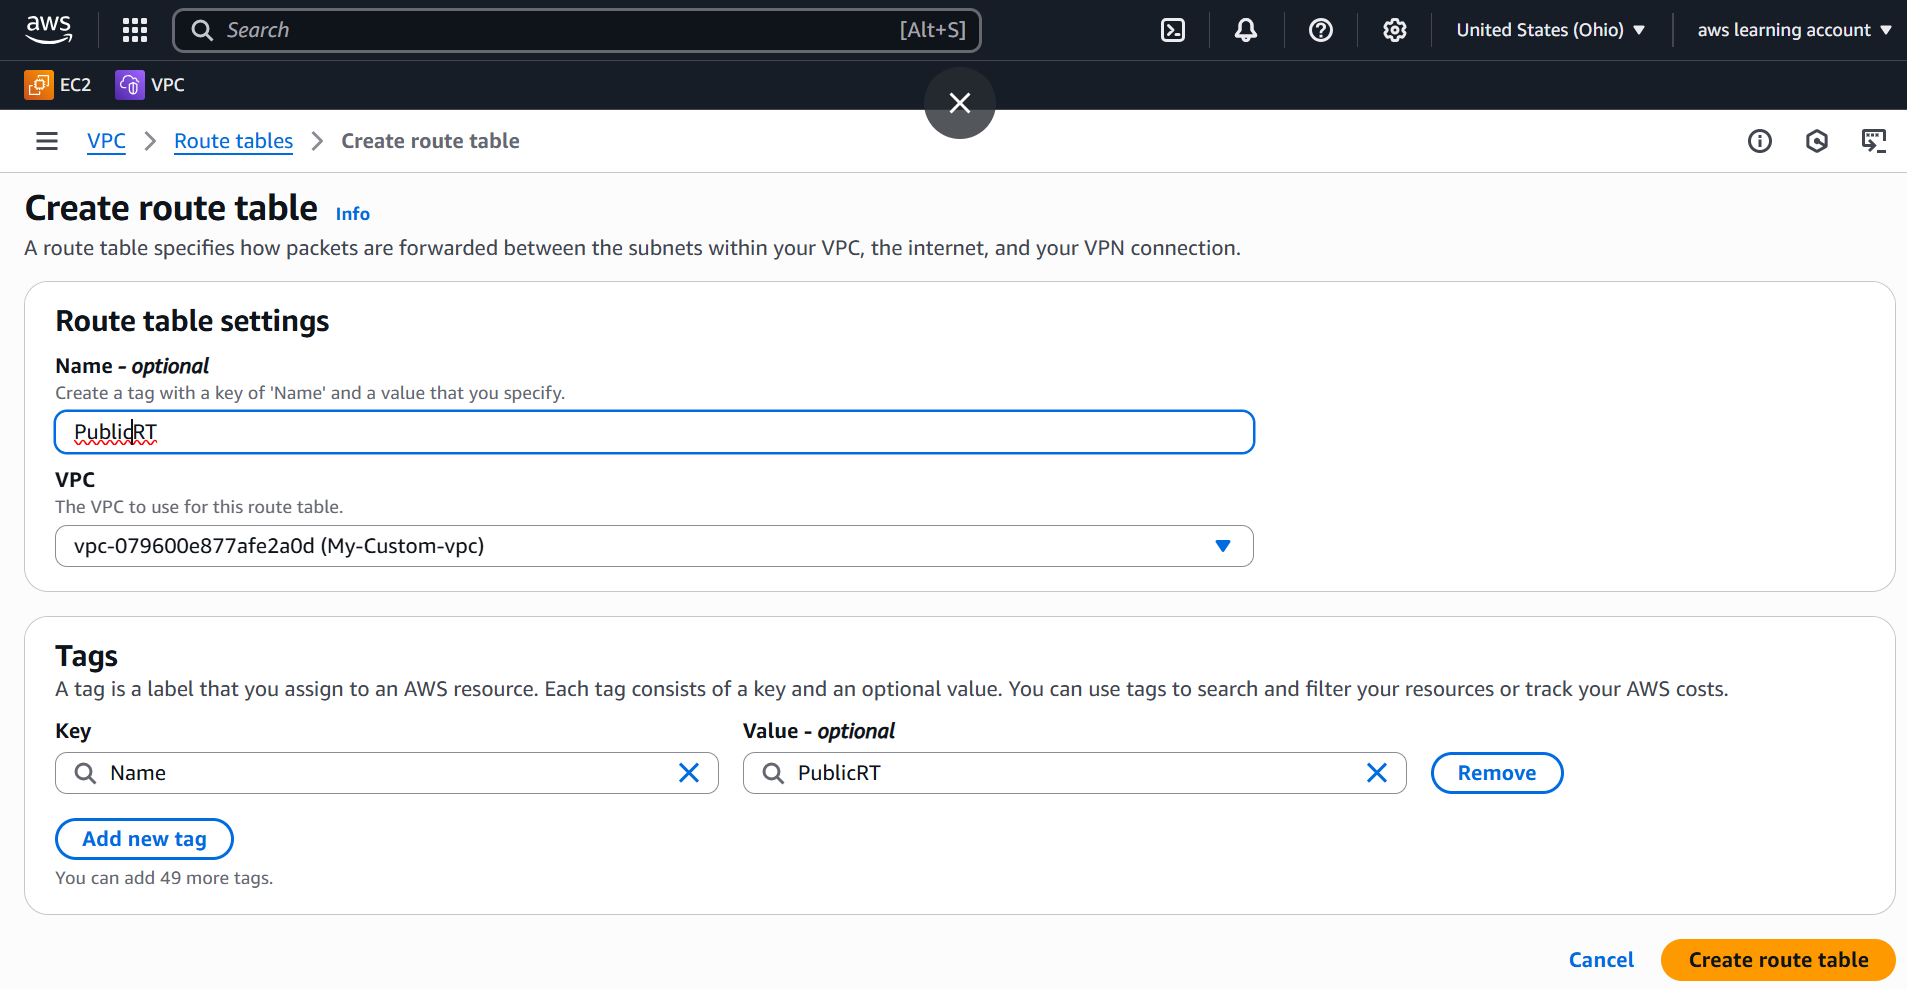 aws Search [Alt+S] United States (Ohio) aws learning account
EC2 VPC
VPC Route tables Create route table
Create route table Info
A route table specifies how packets are forwarded between the subnets within your VPC, the internet, and your VPN connection.
Route table settings
Name - optional
Create a tag with a key of 'Name' and a value that you specify.
PublicRT
VPC
The VPC to use for this route table.
vpc-079600e877afe2a0d (My-Custom-vpc)
Tags
A tag is a label that you assign to an AWS resource. Each tag consists of a key and an optional value. You can use tags to search and filter your resources or track your AWS costs.
Key Value - optional
Name PublicRT Remove
Add new tag
You can add 49 more tags.
Cancel Create route table